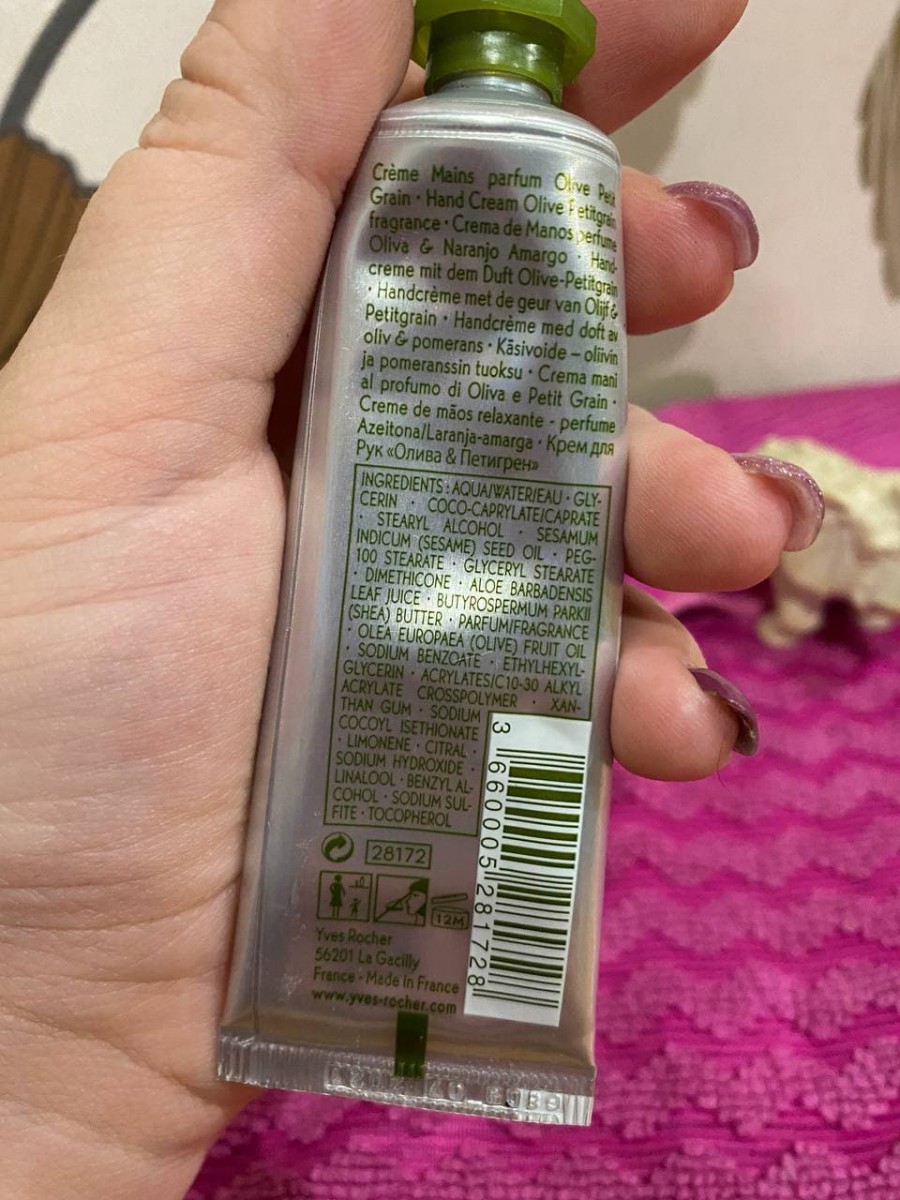 Crème Mains parfum Olive Petit
Grain · Hand Cream Olive Petitgrain
fragrance · Crema de Manos perfume
Oliva & Naranjo Amargo · Hand-
creme mit dem Duft Olive-Petitgrain
· Handcrème met de geur van Olijf &
Petitgrain · Handcrème med doft av
oliv & pomerans · Käsivoide – oliivin
ja pomeranssin tuoksu · Crema mani
al profumo di Oliva e Petit Grain ·
Creme de mãos relaxante - perfume
Azeitona/Laranja-amarga · Крем для
Рук «Олива & Петигрен»
INGREDIENTS : AQUA/WATER/EAU · GLY-
CERIN · COCO-CAPRYLATE/CAPRATE
· STEARYL ALCOHOL · SESAMUM
INDICUM (SESAME) SEED OIL · PEG-
100 STEARATE · GLYCERYL STEARATE
· DIMETHICONE · ALOE BARBADENSIS
LEAF JUICE · BUTYROSPERMUM PARKII
(SHEA) BUTTER · PARFUM/FRAGRANCE
· OLEA EUROPAEA (OLIVE) FRUIT OIL
· SODIUM BENZOATE · ETHYLHEXYL-
GLYCERIN · ACRYLATES/C10-30 ALKYL
ACRYLATE CROSSPOLYMER · XAN-
THAN GUM · SODIUM
COCOYL ISETHIONATE
· LIMONENE · CITRAL ·
SODIUM HYDROXIDE ·
LINALOOL · BENZYL AL-
COHOL · SODIUM SUL-
FITE · TOCOPHEROL
3 660005 281728
28172
12M
Yves Rocher
56201 La Gacilly
France · Made in France
www.yves-rocher.com